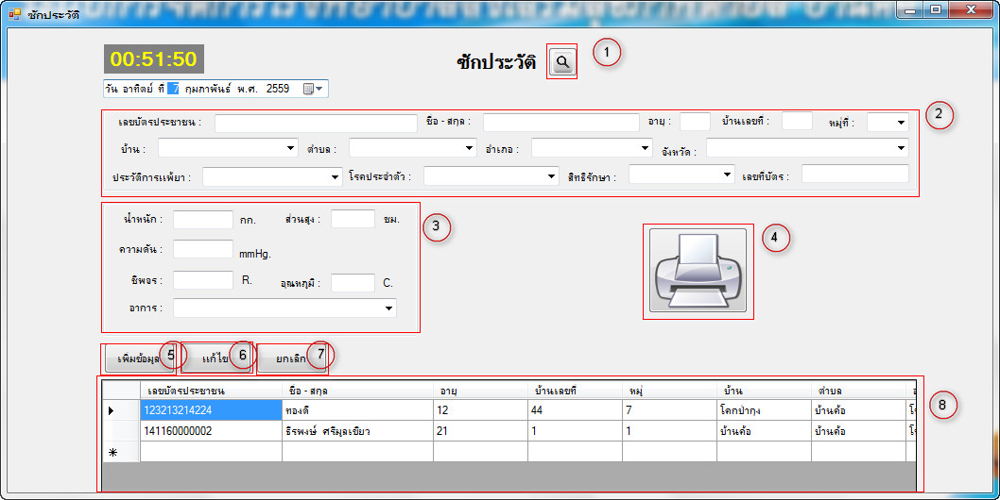 ซักประวัติ
00:51:50
ซักประวัติ
1
วัน อาทิตย์ ที่ 7 กุมภาพันธ์ พ.ศ. 2559
เลขบัตรประชาชน : ชื่อ - สกุล : อายุ : บ้านเลขที่ : หมู่ที่ : 2
บ้าน : ตำบล : อำเภอ : จังหวัด :
ประวัติการแพ้ยา : โรคประจำตัว : สิทธิรักษา : เลขที่บัตร :
น้ำหนัก : กก. ส่วนสูง : ซม. 3
4
ความดัน : mmHg.
ชีพจร : R. อุณหภูมิ : C.
อาการ :
เพิ่มข้อมูล 5 แก้ไข 6 ยกเลิก 7
เลขบัตรประชาชน ชื่อ - สกุล อายุ บ้านเลขที่ หมู่ บ้าน ตำบล
123213214224 ทองดี 12 44 7 โคกป่ากุง บ้านค้อ
8
141160000002 ธีรพงษ์ ศรีมุลเขียว 21 1 1 บ้านค้อ บ้านค้อ